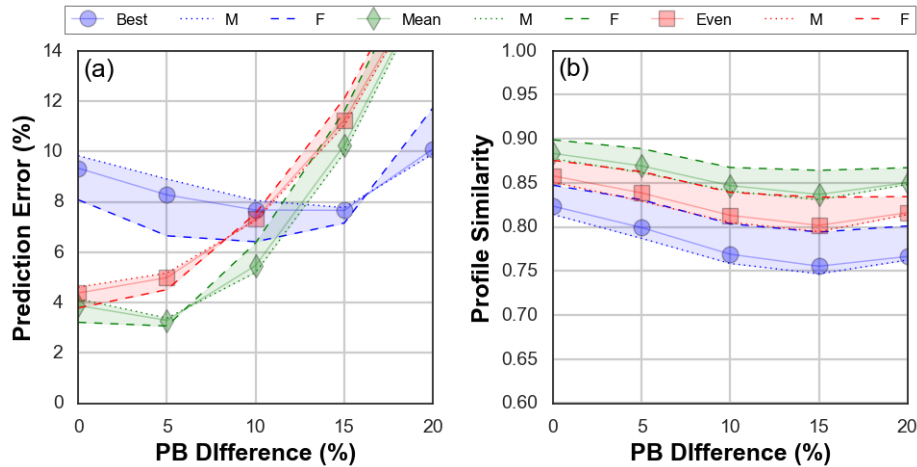 Best M F Mean M F Even M F
(a)
14
12
10
8
6
4
2
0
0 5 10 15 20
Prediction Error (%)
PB DIfference (%)
(b)
1.00
0.95
0.90
0.85
0.80
0.75
0.70
0.65
0.60
0 5 10 15 20
Profile Similarity
PB DIfference (%)